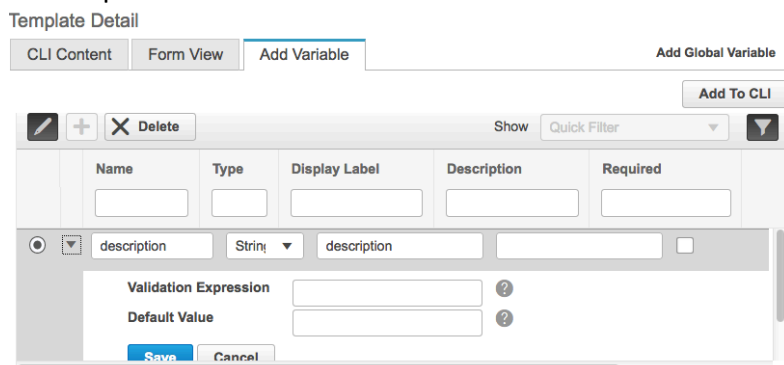 Template Detail
CLI Content Form View Add Variable Add Global Variable
Add To CLI
Delete Show Quick Filter
Name Type Display Label Description Required
description String description
Validation Expression ?
Default Value ?
Save Cancel